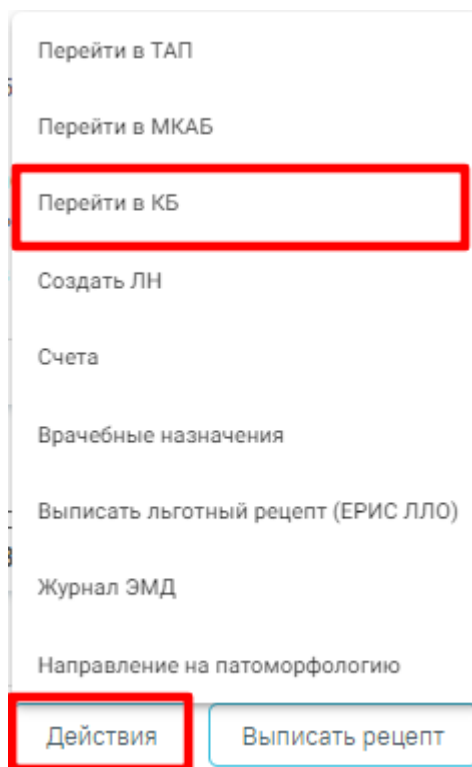 Перейти в ТАП
Перейти в МКАБ
Перейти в КБ
Создать ЛН
Счета
Врачебные назначения
Выписать льготный рецепт (ЕРИС ЛЛО)
Журнал ЭМД
Направление на патоморфологию
Действия Выписать рецепт